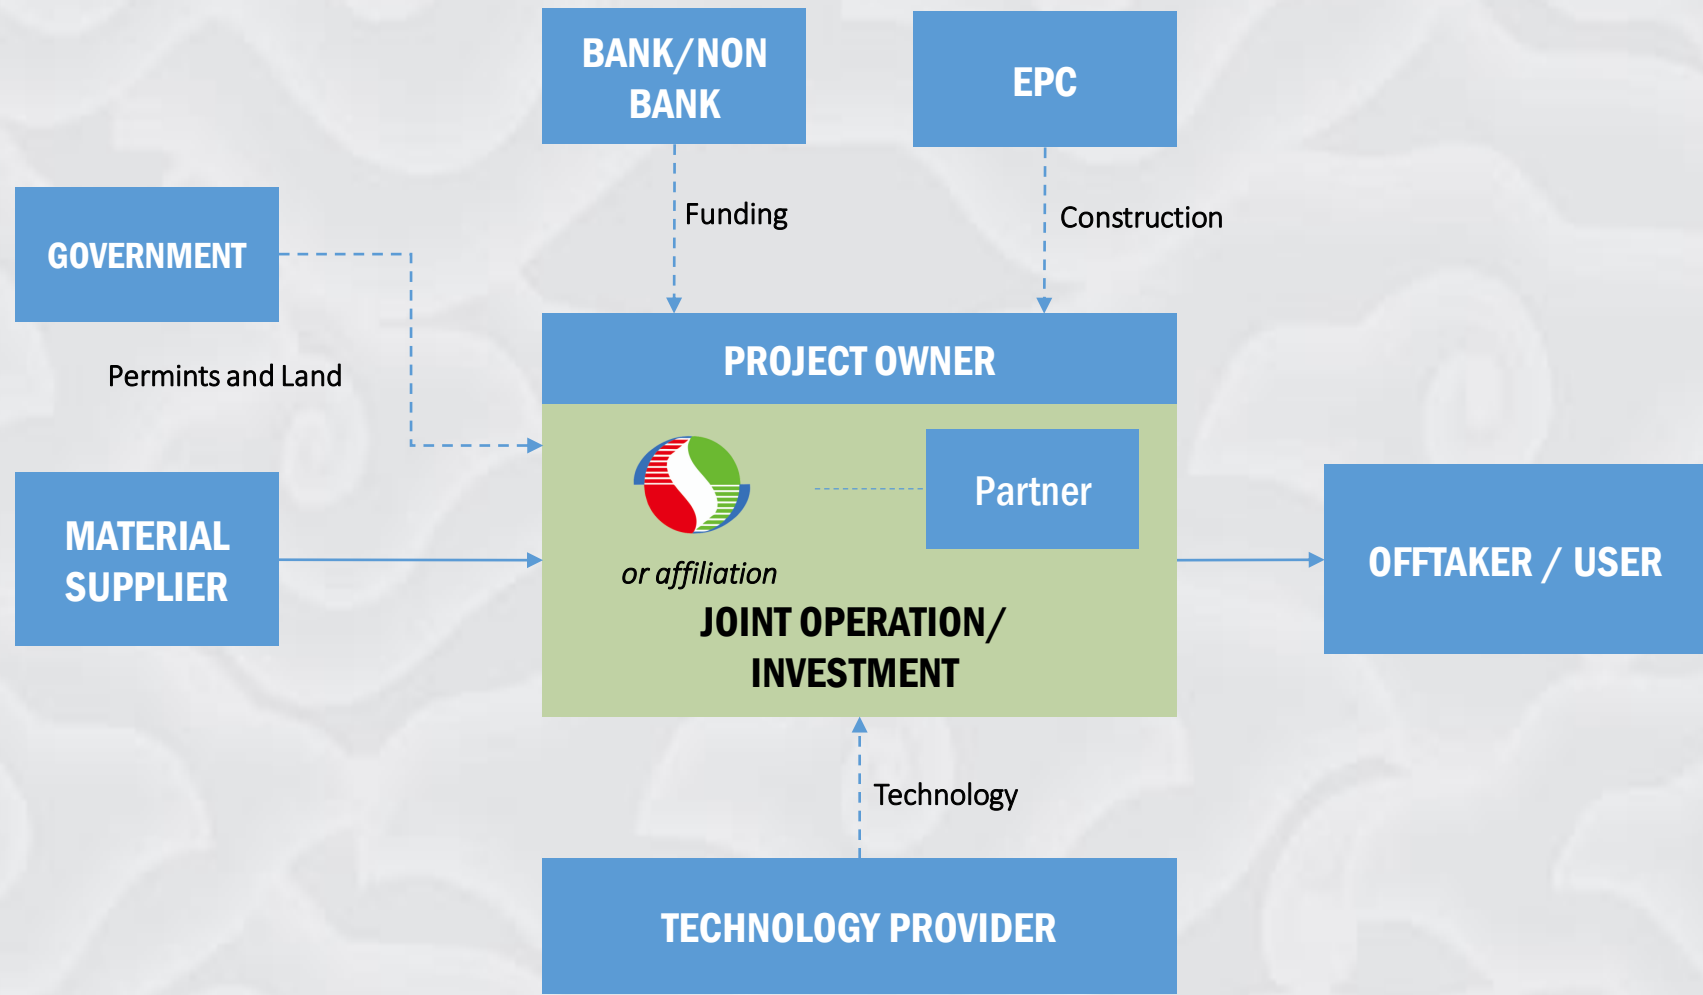 BANK/NON
BANK
EPC
Funding
Construction
GOVERNMENT
Permints and Land
PROJECT OWNER
Partner
MATERIAL
SUPPLIER
or affiliation
JOINT OPERATION/
INVESTMENT
OFFTAKER / USER
Technology
TECHNOLOGY PROVIDER